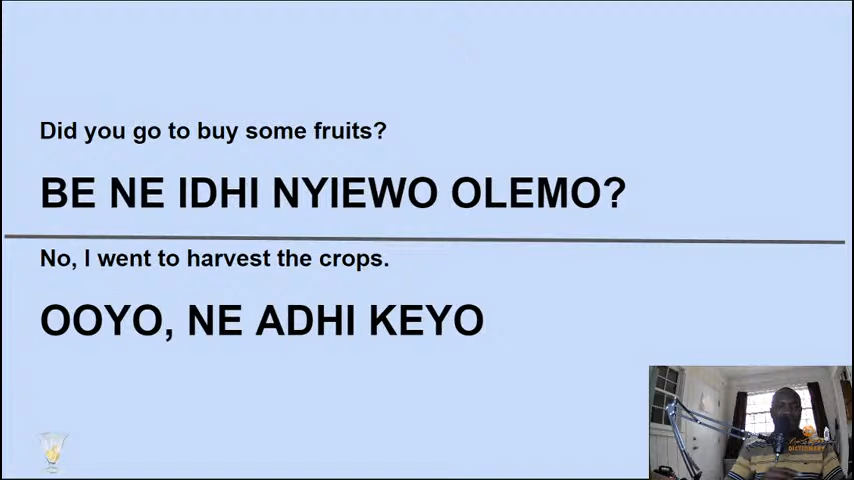 Did you go to buy some fruits?
BE NE IDHI NYIEWO OLEMO?
No, I went to harvest the crops.
OOYO, NE ADHI KEYO
DICTIONARY